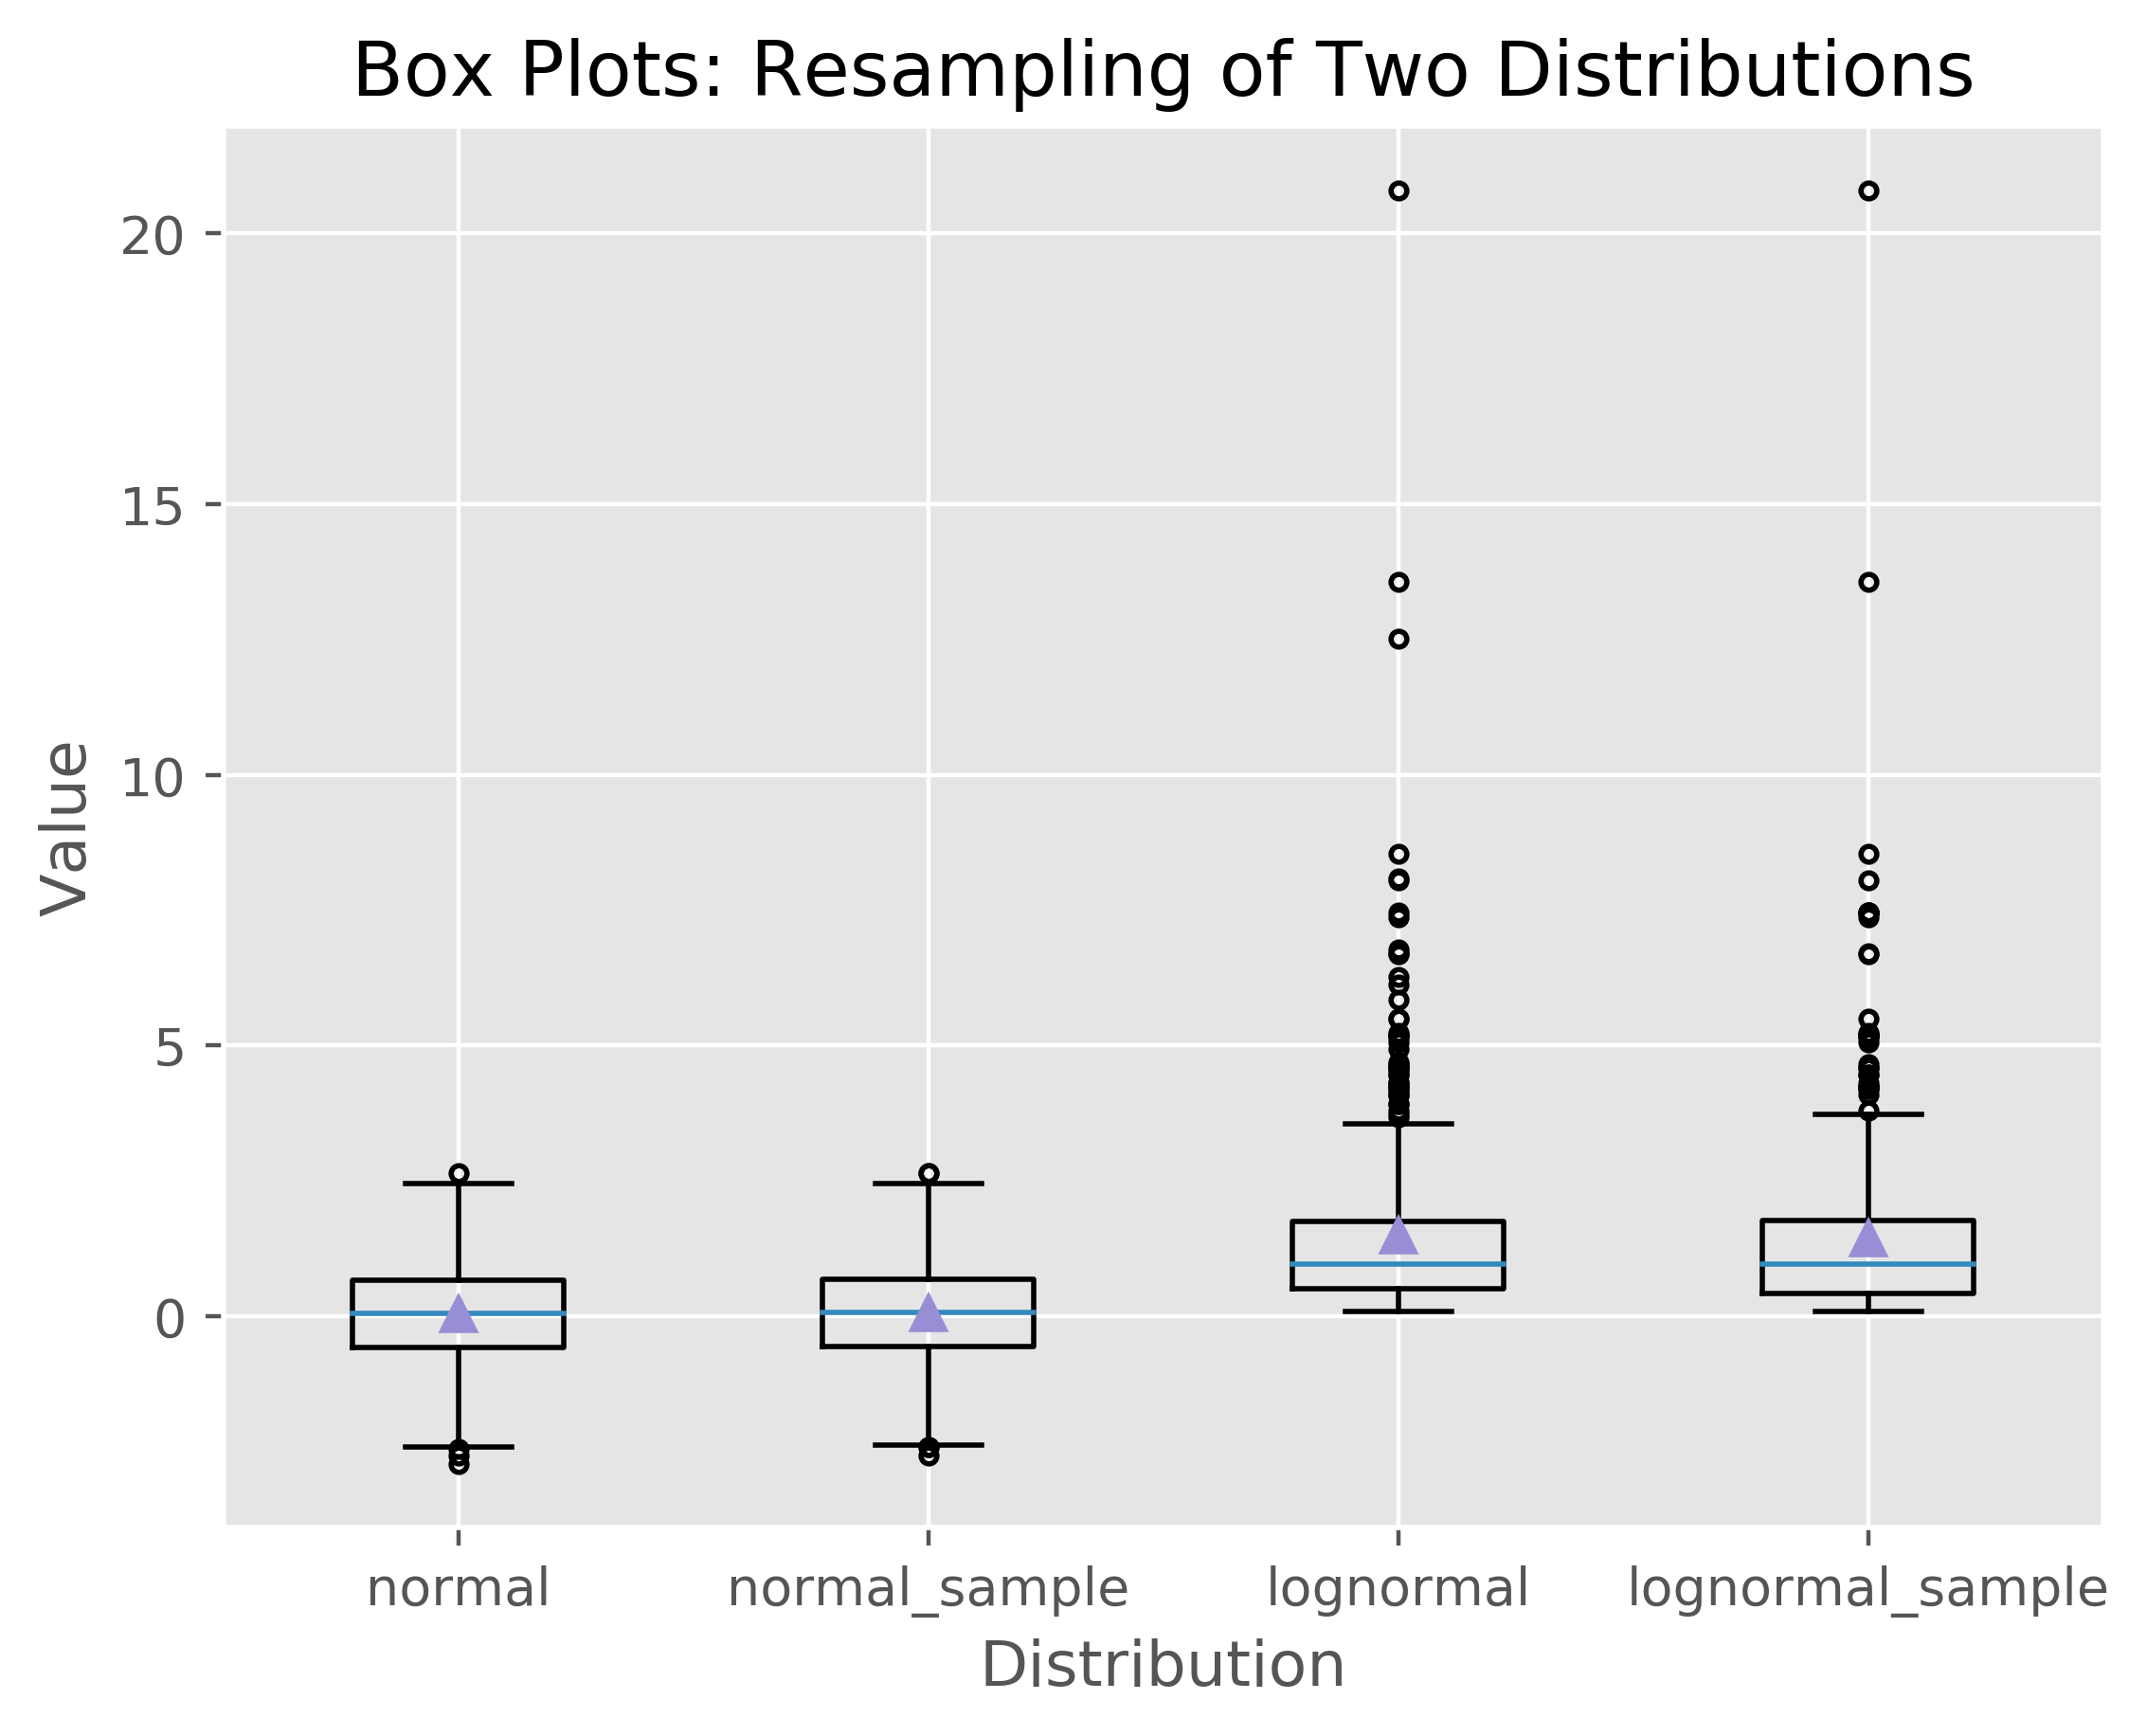 Box Plots: Resampling of Two Distributions
20
15
10
5
0
Value
normal normal_sample lognormal lognormal_sample
Distribution